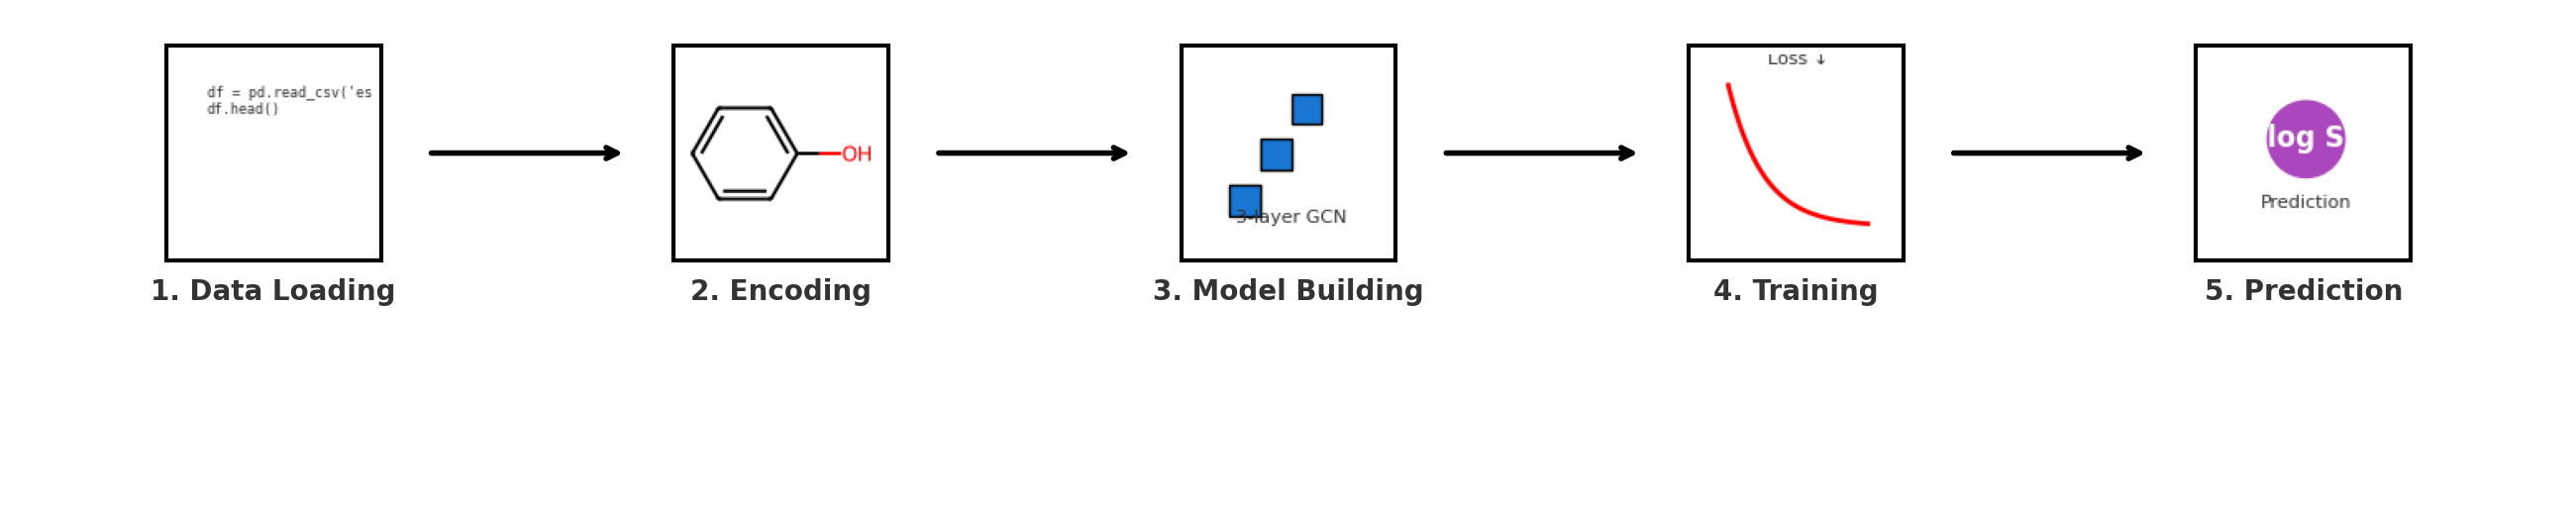 df = pd.read_csv('es
df.head()
OH
3-layer GCN
Loss ↓
log S
Prediction
1. Data Loading
2. Encoding
3. Model Building
4. Training
5. Prediction